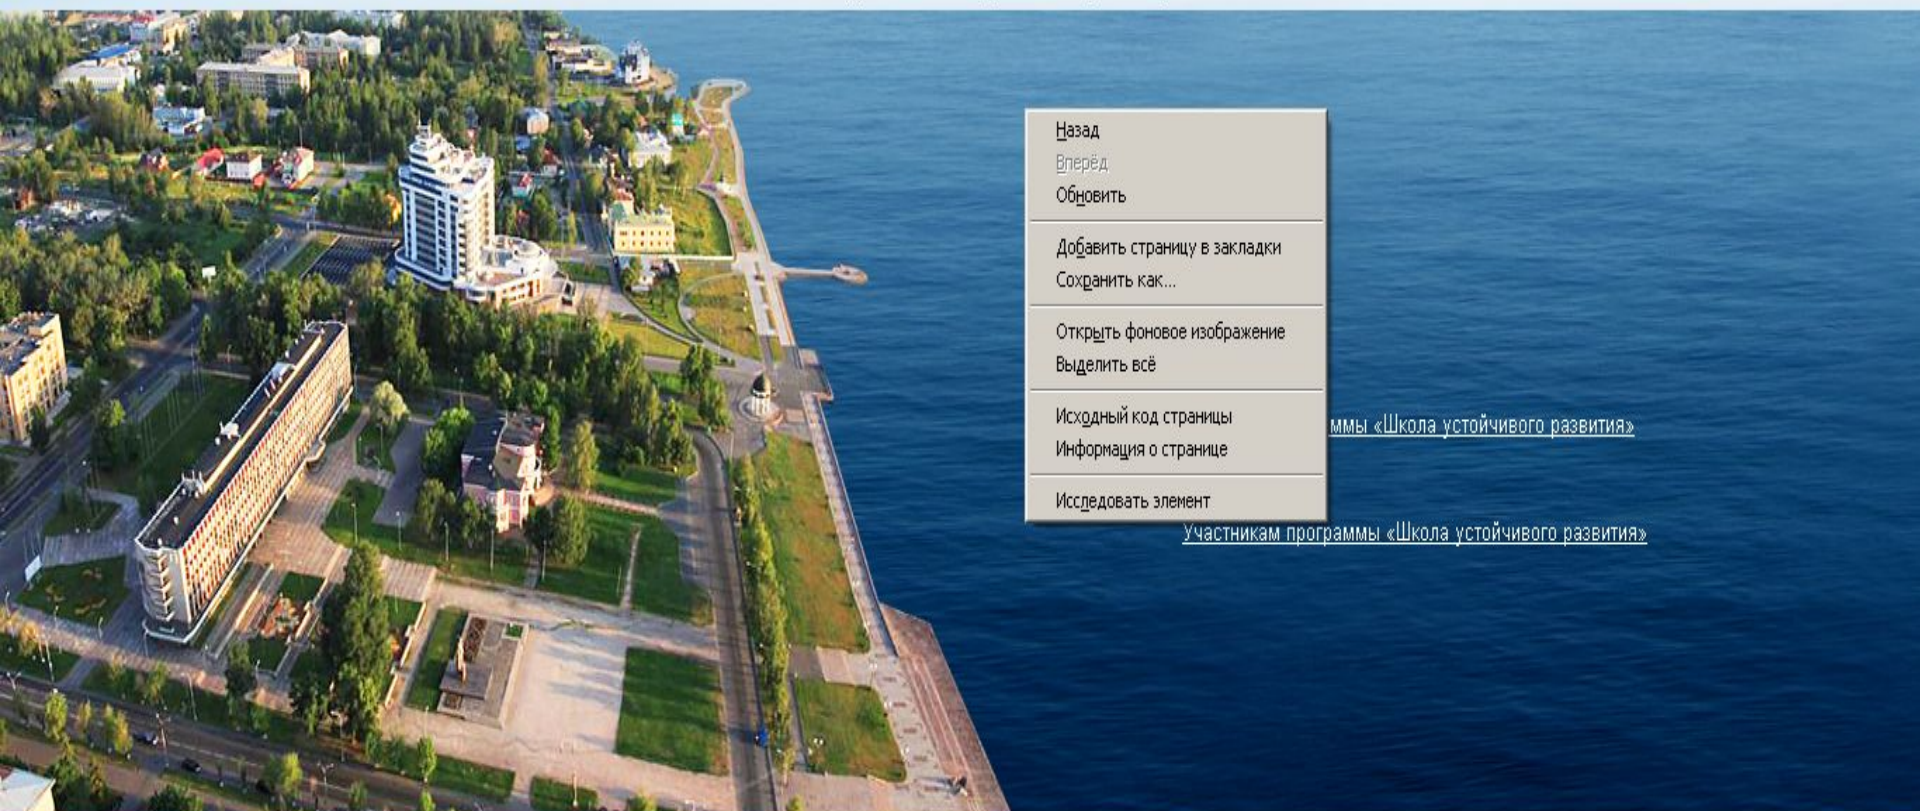 Назад
Вперёд
Обновить
Добавить страницу в закладки
Сохранить как...
Открыть фоновое изображение
Выделить всё
Исходный код страницы
ммы «Школа устойчивого развития»
Информация о странице
Исследовать элемент
Участникам программы «Школа устойчивого развития»